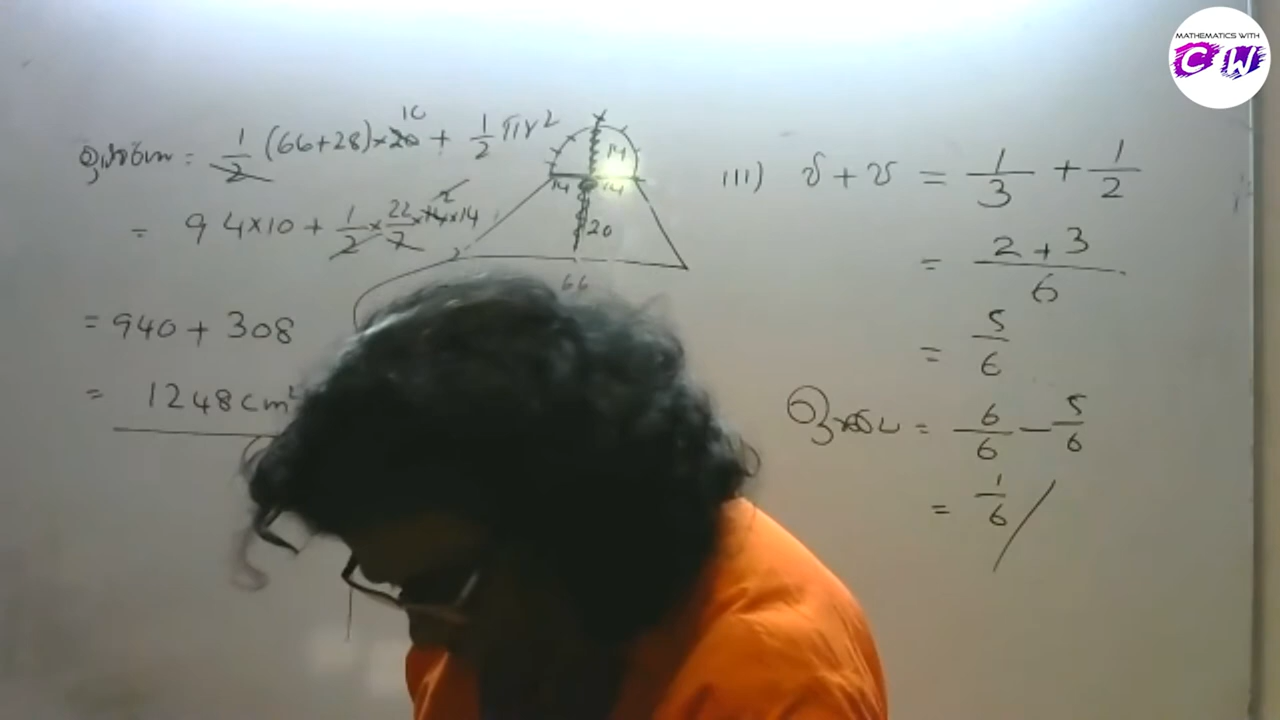 = 1/2 (66+28)×20 10 + 1/2 πr²
= 94×10 + 1/2 × 22/7 × 14 2 × 14
= 940 + 308
= 1248cm²
14
14 14
20
66
III) ಠ + ಶ = 1/3 + 1/2
= 2+3/6
= 5/6
= 6/6 − 5/6
= 1/6
MATHEMATICS WITH
CW